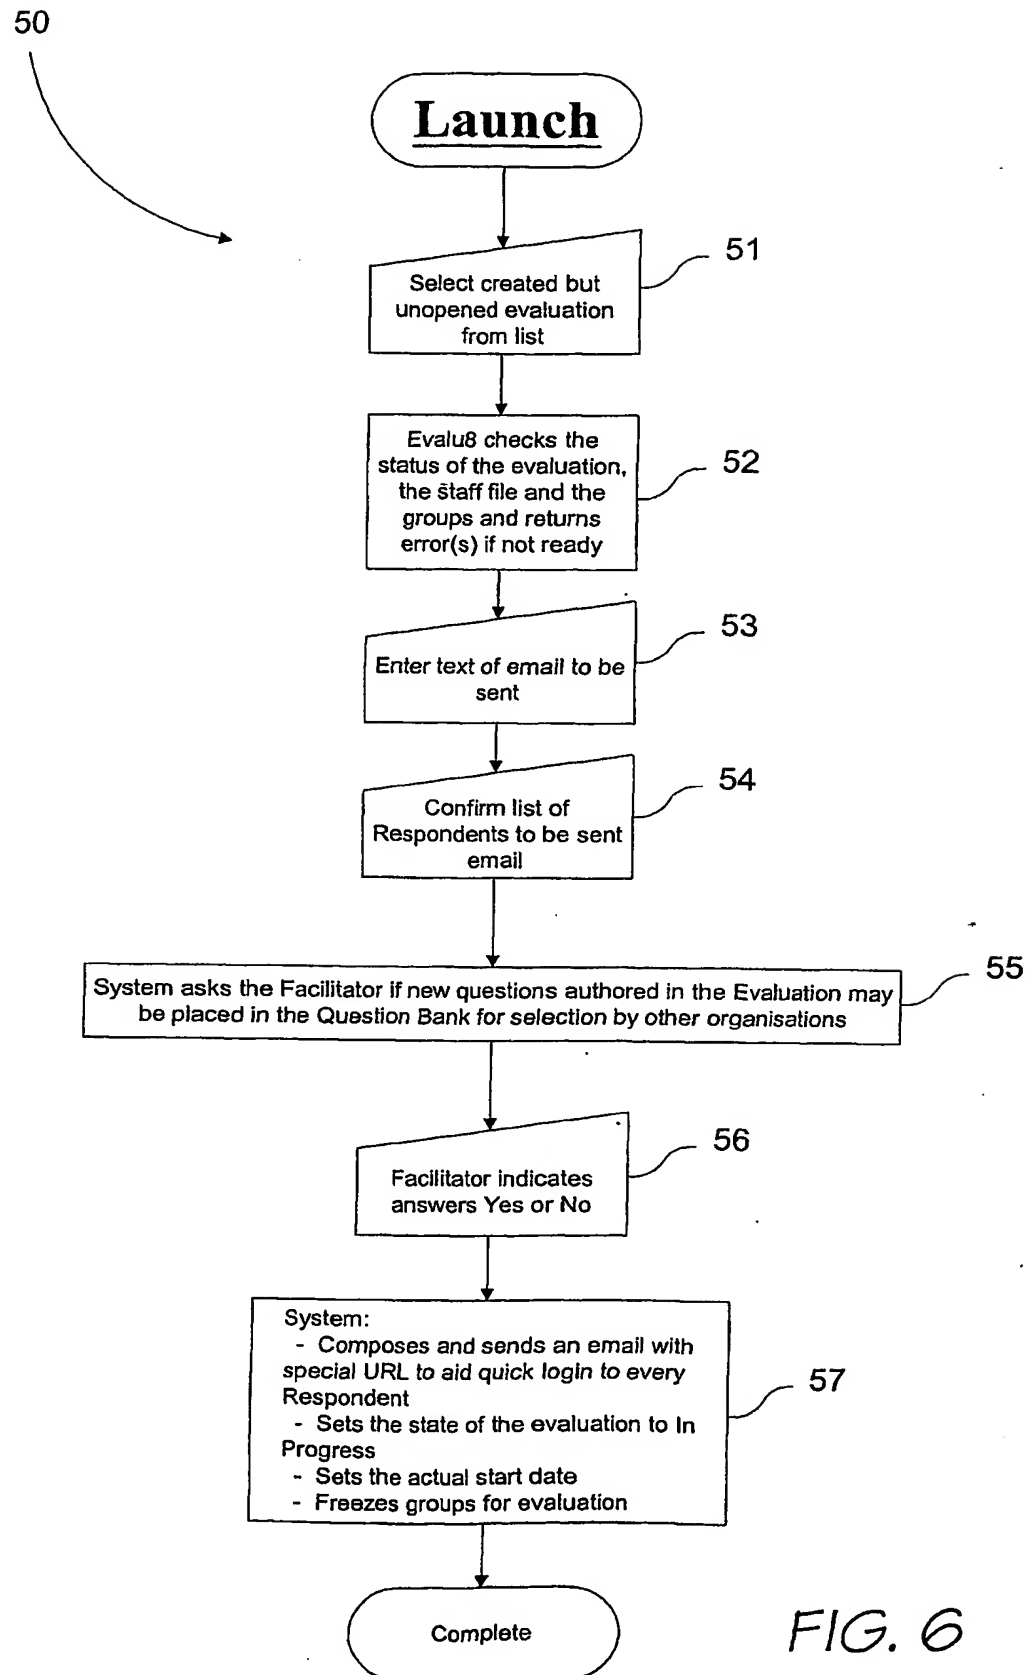 50
Launch
51
Select created but
unopened evaluation
from list
Evalu8 checks the
status of the evaluation,
the staff file and the
groups and returns
error(s) if not ready
52
53
Enter text of email to be
sent
54
Confirm list of
Respondents to be sent
email
55
System asks the Facilitator if new questions authored in the Evaluation may
be placed in the Question Bank for selection by other organisations
56
Facilitator indicates
answers Yes or No
System:
- Composes and sends an email with
special URL to aid quick login to every
Respondent
- Sets the state of the evaluation to In
Progress
- Sets the actual start date
- Freezes groups for evaluation
57
Complete
FIG. 6